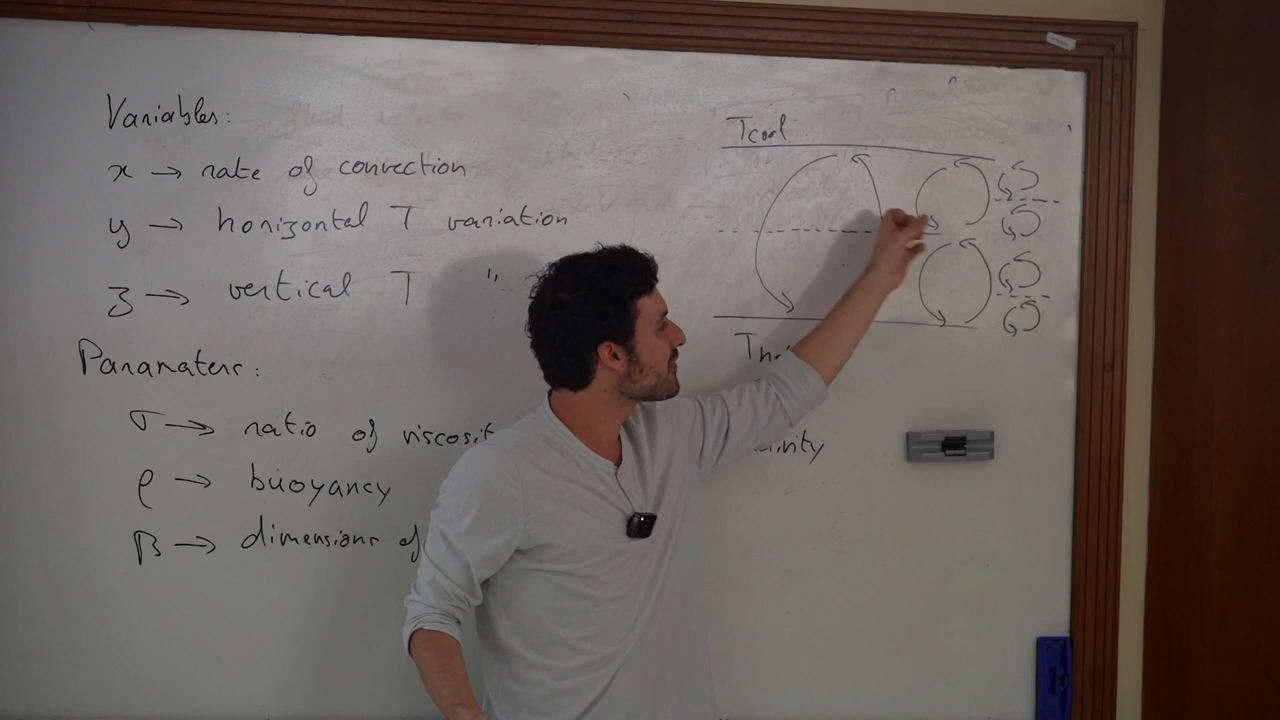 Variables:
x → rate of convection
y → horizontal T variation
z → vertical T "
Parameters:
σ → ratio of viscosit
ρ → buoyancy
β → dimensions of
Tcool